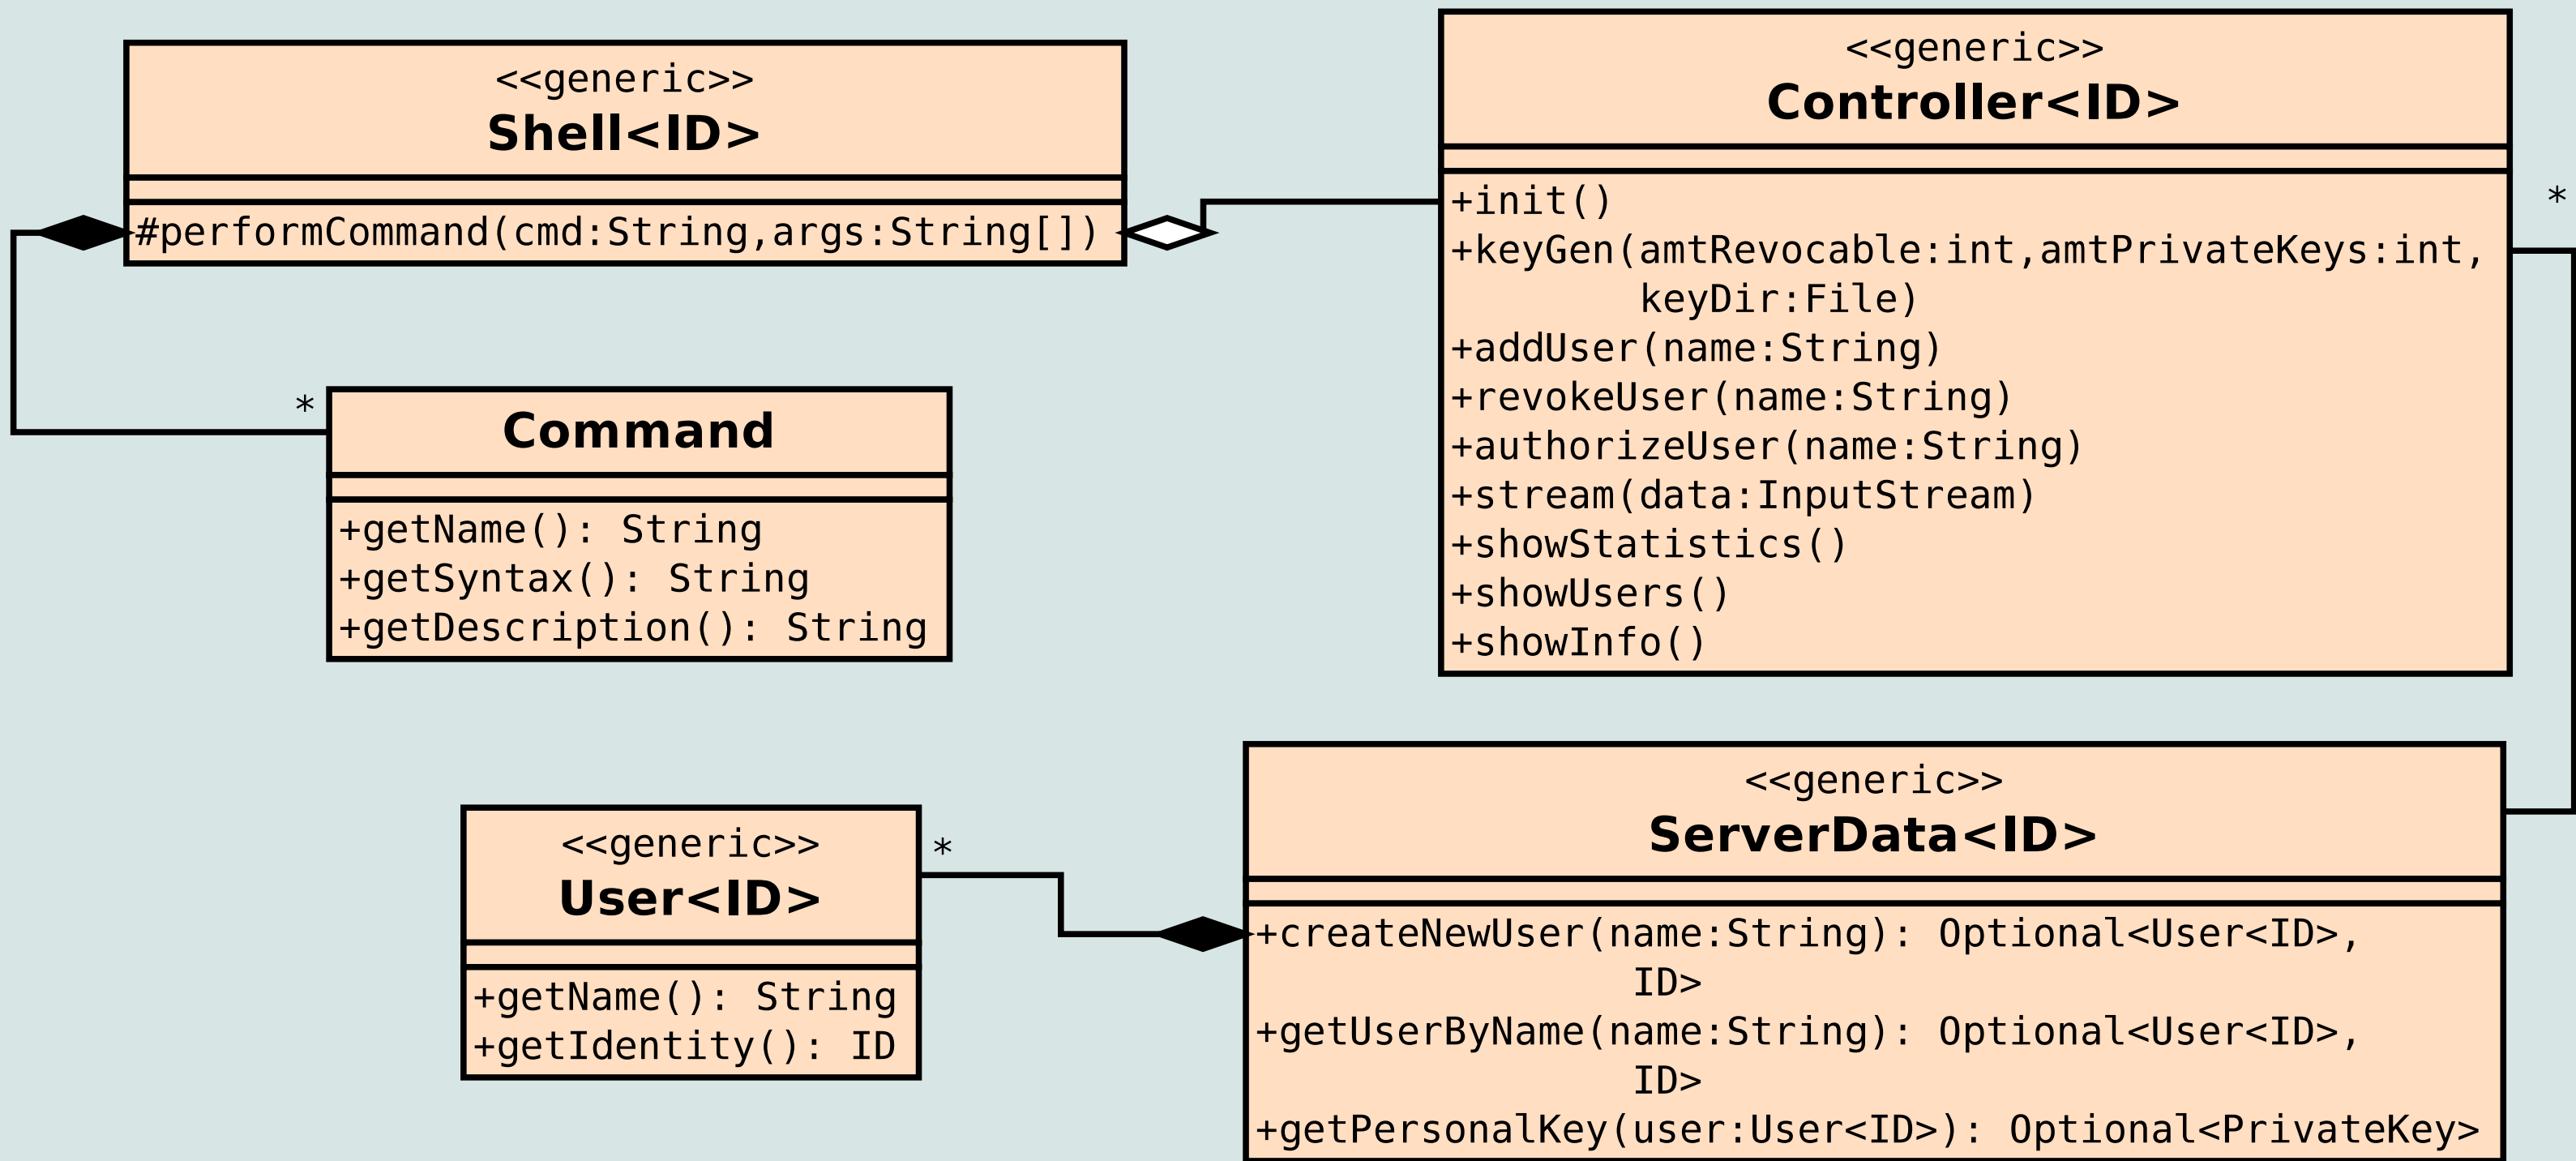 <<generic>>
Shell<ID>
#performCommand(cmd:String,args:String[])
*
Command
+getName(): String
+getSyntax(): String
+getDescription(): String
<<generic>>
Controller<ID>
+init()
+keyGen(amtRevocable:int,amtPrivateKeys:int,
keyDir:File)
+addUser(name:String)
+revokeUser(name:String)
+authorizeUser(name:String)
+stream(data:InputStream)
+showStatistics()
+showUsers()
+showInfo()
*
<<generic>>
User<ID>
+getName(): String
+getIdentity(): ID
*
<<generic>>
ServerData<ID>
+createNewUser(name:String): Optional<User<ID>,
ID>
+getUserByName(name:String): Optional<User<ID>,
ID>
+getPersonalKey(user:User<ID>): Optional<PrivateKey>